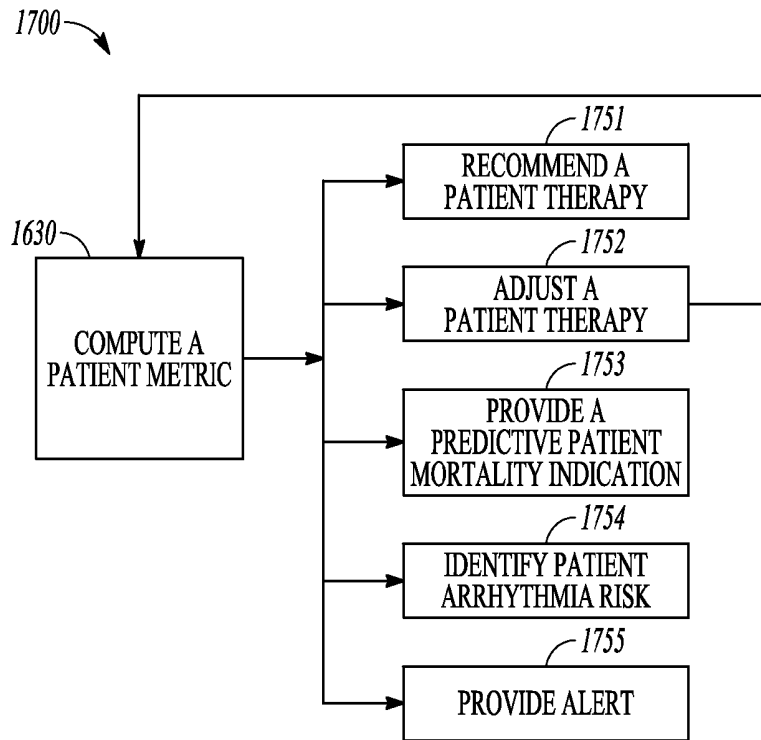 1700
1751
RECOMMEND A
PATIENT THERAPY
1630
COMPUTE A
PATIENT METRIC
1752
ADJUST A
PATIENT THERAPY
1753
PROVIDE A
PREDICTIVE PATIENT
MORTALITY INDICATION
1754
IDENTIFY PATIENT
ARRHYTHMIA RISK
1755
PROVIDE ALERT